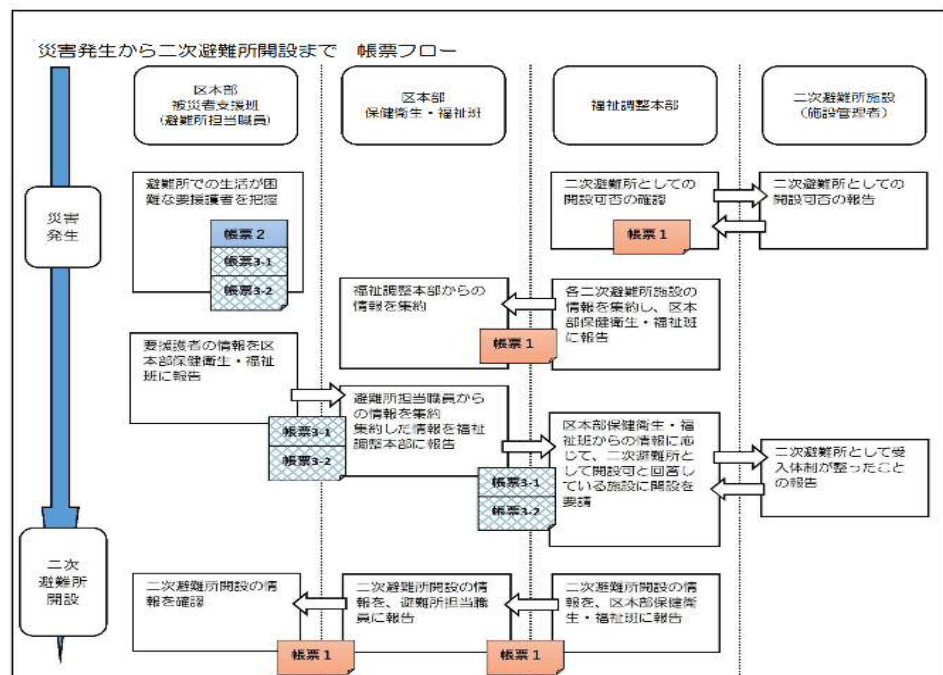 災害発生から二次避難所開設まで　帳票フロー
区本部
被災者支援班
(避難所担当職員)
区本部
保健衛生・福祉班
福祉調整本部
二次避難所施設
(施設管理者)
災害
発生
避難所での生活が困
難な要援護者を把握
帳票２
帳票3-1
帳票3-2
二次避難所としての
開設可否の確認
帳票１
二次避難所としての
開設可否の報告
福祉調整本部からの
情報を集約
各二次避難所施設の
情報を集約し、区本
部保健衛生・福祉班
に報告
帳票１
要援護者の情報を区
本部保健衛生・福祉
班に報告
帳票3-1
帳票3-2
避難所担当職員から
の情報を集約
集約した情報を福祉
調整本部に報告
帳票3-1
帳票3-2
区本部保健衛生・福
祉班からの情報に応
じて、二次避難所と
して開設可と回答し
ている施設に開設を
要請
二次避難所として受
入体制が整ったこと
の報告
二次
避難所
開設
二次避難所開設の情
報を確認
帳票１
二次避難所開設の情
報を、避難所担当職
員に報告
帳票１
二次避難所開設の情
報を、区本部保健衛
生・福祉班に報告